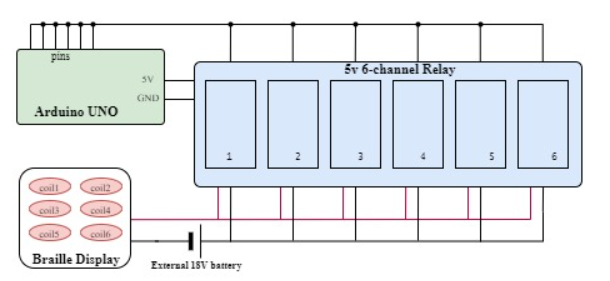 pins
5v 6-channel Relay
5V
GND
Arduino UNO
1 2 3 4 5 6
coil1 coil2
coil3 coil4
coil5 coil6
Braille Display
External 18V battery